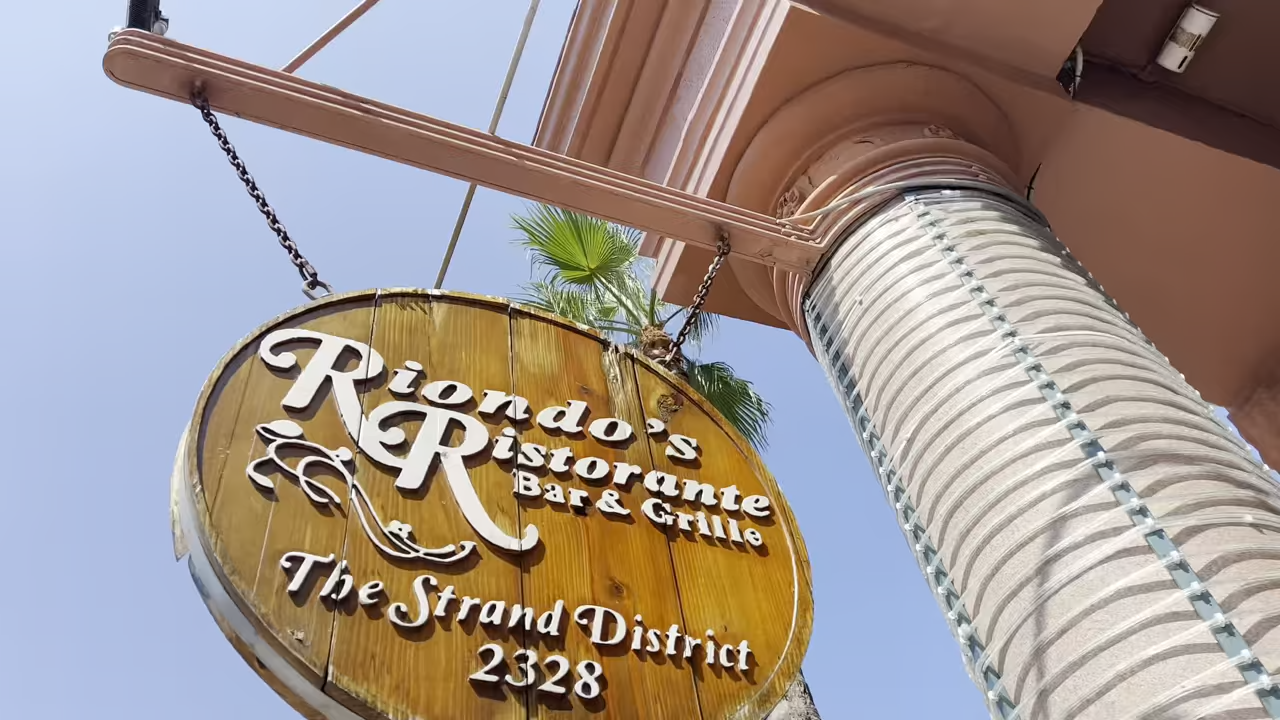 Riondo's
Ristorante
Bar & Grille
The Strand District
2328